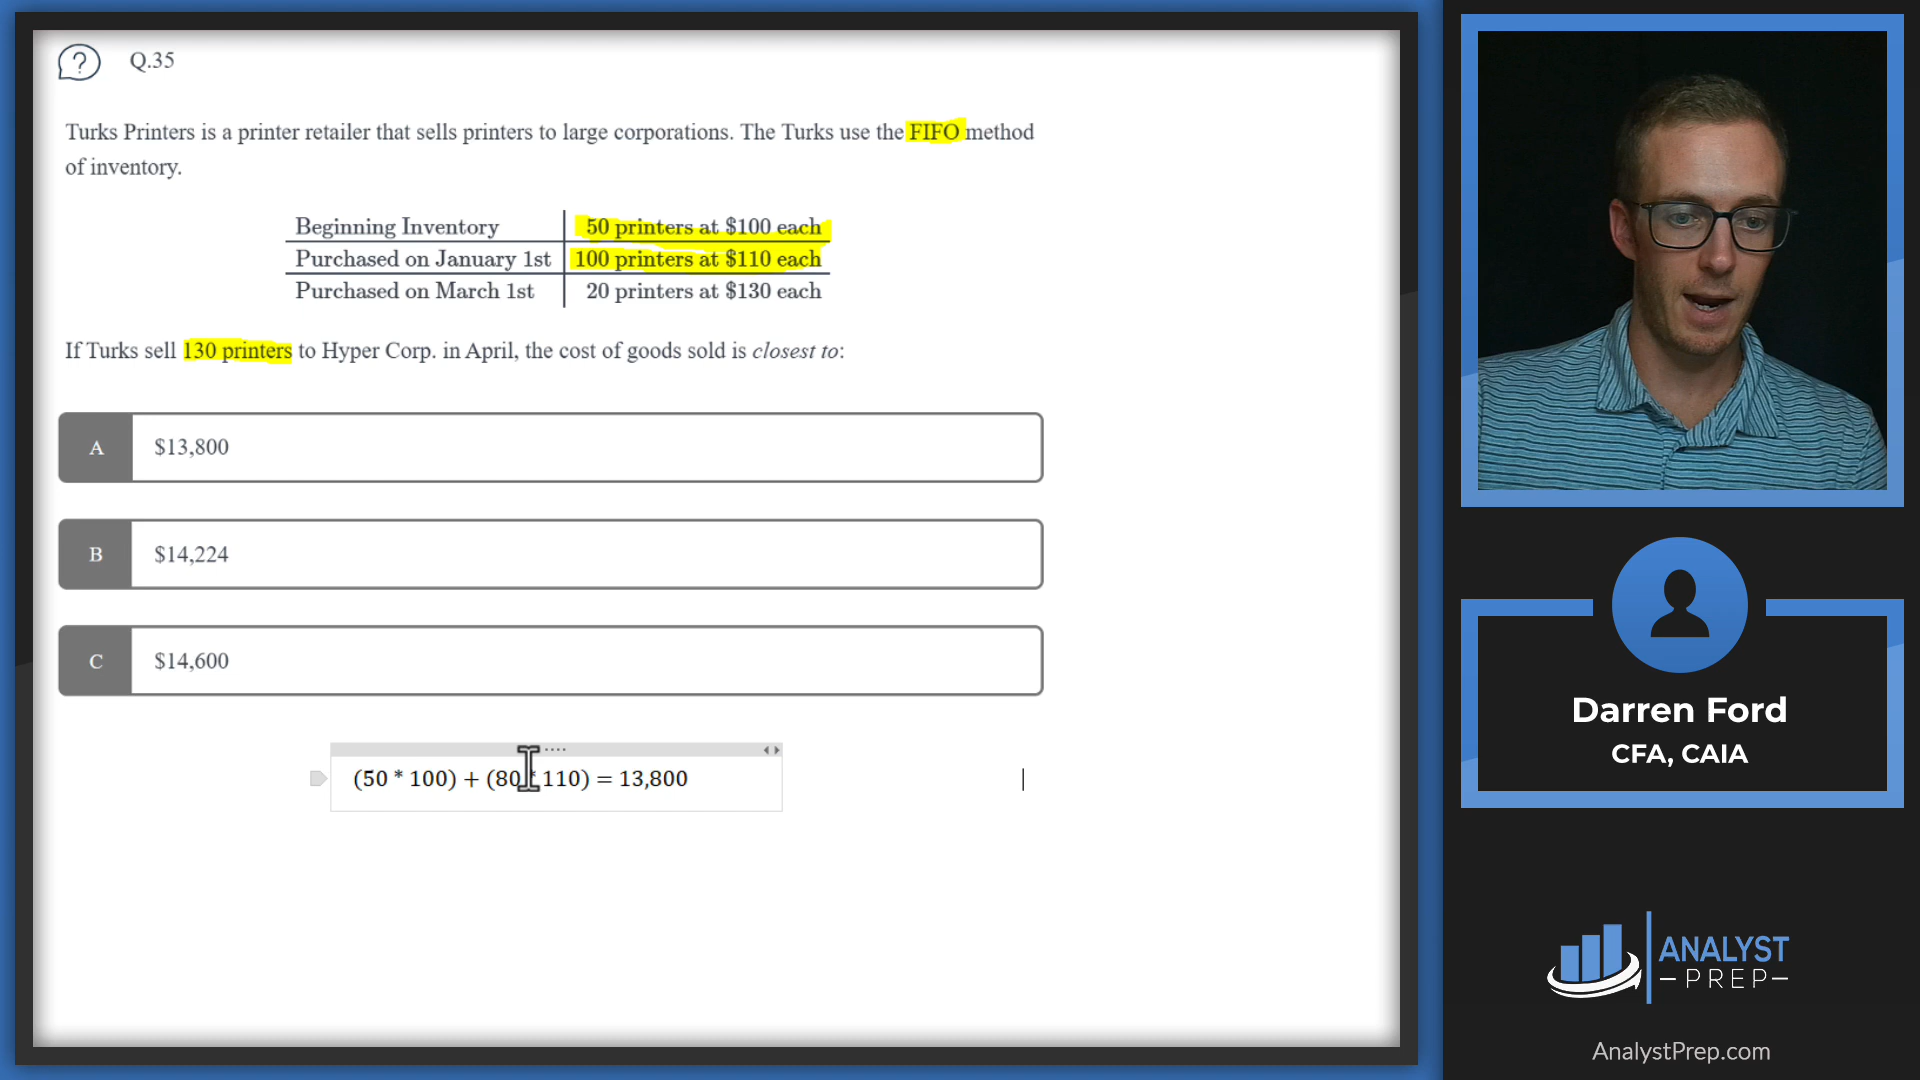 ?
Q.35
Turks Printers is a printer retailer that sells printers to large corporations. The Turks use the FIFO method
of inventory.
Beginning Inventory 50 printers at $100 each
Purchased on January 1st 100 printers at $110 each
Purchased on March 1st 20 printers at $130 each
If Turks sell 130 printers to Hyper Corp. in April, the cost of goods sold is closest to:
A $13,800
B $14,224
C $14,600
(50 * 100) + (80 * 110) = 13,800
Darren Ford
CFA, CAIA
ANALYST
PREP
AnalystPrep.com